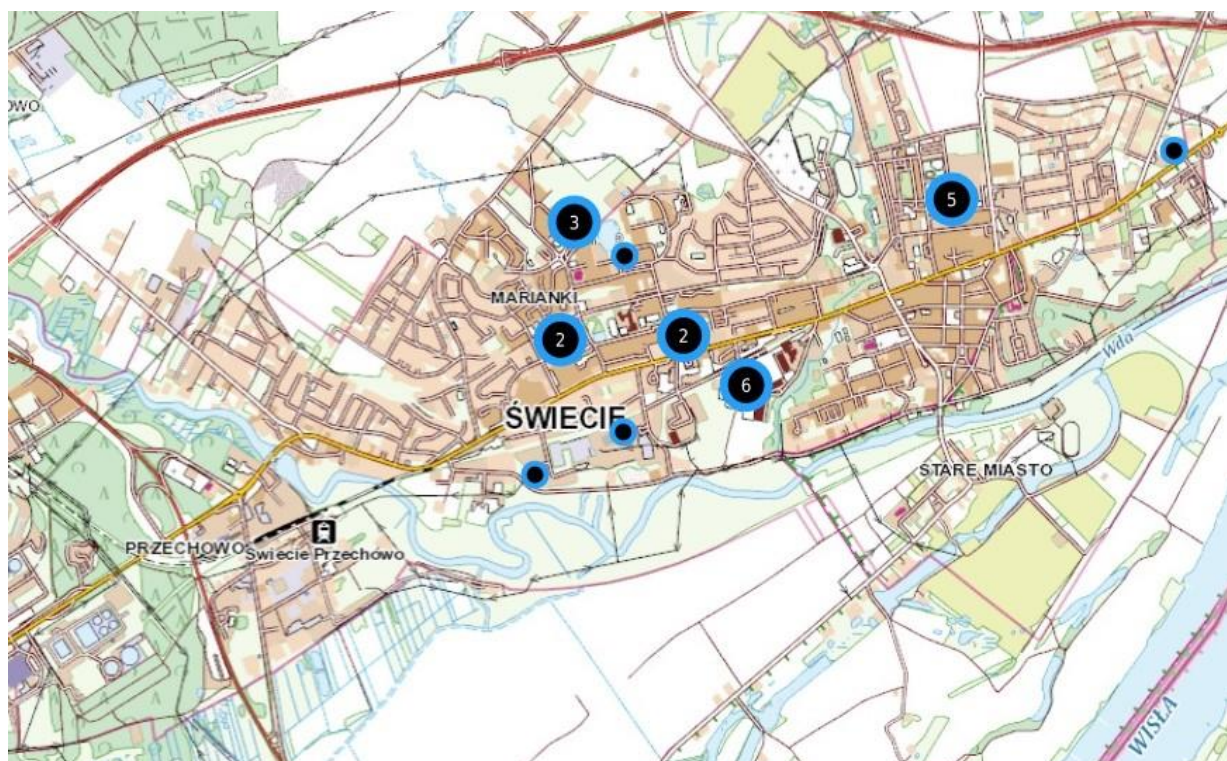 OWO
5
3
MARIANKI
2
2
Wda
6
ŚWIECIE
STARE MIASTO
PRZECHOWO
Świecie Przechowo
WISŁA